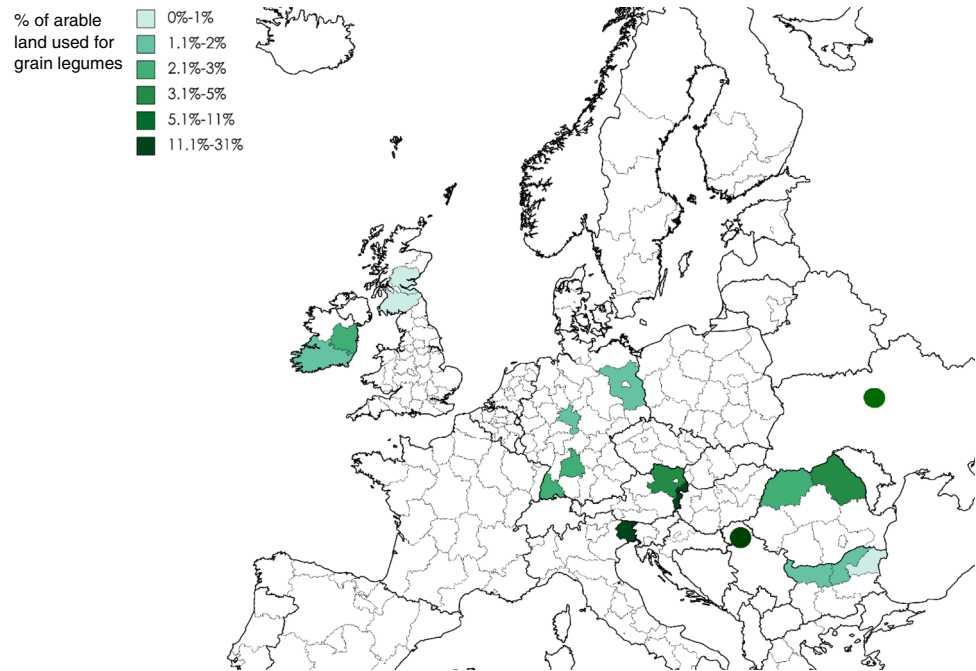 % of arable
land used for
grain legumes
0%-1%
1.1%-2%
2.1%-3%
3.1%-5%
5.1%-11%
11.1%-31%